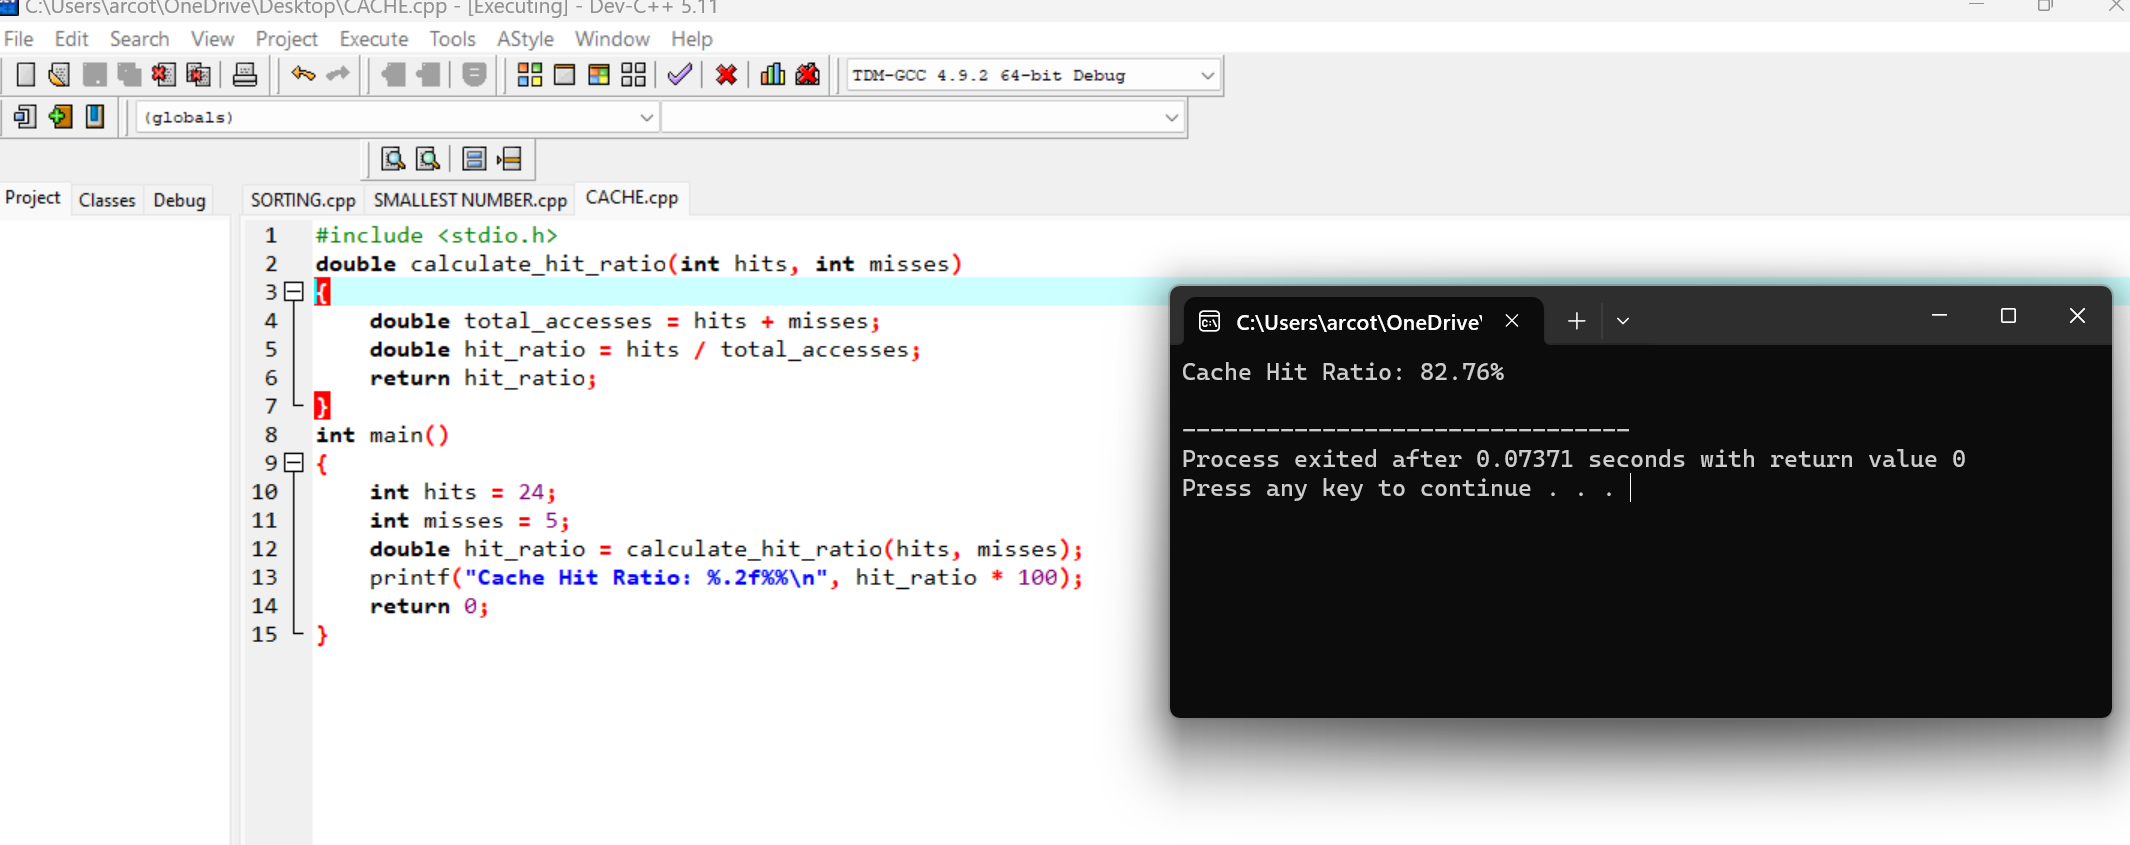 C:\Users\arcot\OneDrive\Desktop\CACHE.cpp - [Executing] - Dev-C++ 5.11
File Edit Search View Project Execute Tools AStyle Window Help
TDM-GCC 4.9.2 64-bit Debug
(globals)
Project Classes Debug
SORTING.cpp SMALLEST NUMBER.cpp CACHE.cpp
1 #include <stdio.h>
2 double calculate_hit_ratio(int hits, int misses)
3 {
4 double total_accesses = hits + misses;
5 double hit_ratio = hits / total_accesses;
6 return hit_ratio;
7 }
8 int main()
9 {
10 int hits = 24;
11 int misses = 5;
12 double hit_ratio = calculate_hit_ratio(hits, misses);
13 printf("Cache Hit Ratio: %.2f%%\n", hit_ratio * 100);
14 return 0;
15 }
C:\Users\arcot\OneDrive\
Cache Hit Ratio: 82.76%
--------------------------------
Process exited after 0.07371 seconds with return value 0
Press any key to continue . . .